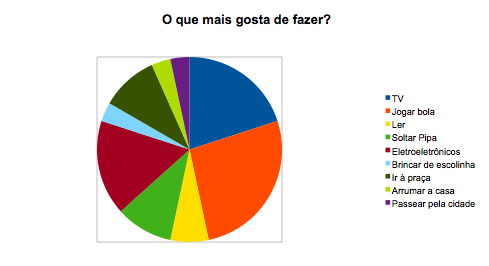 O que mais gosta de fazer?
TV
Jogar bola
Ler
Soltar Pipa
Eletroeletrônicos
Brincar de escolinha
Ir à praça
Arrumar a casa
Passear pela cidade